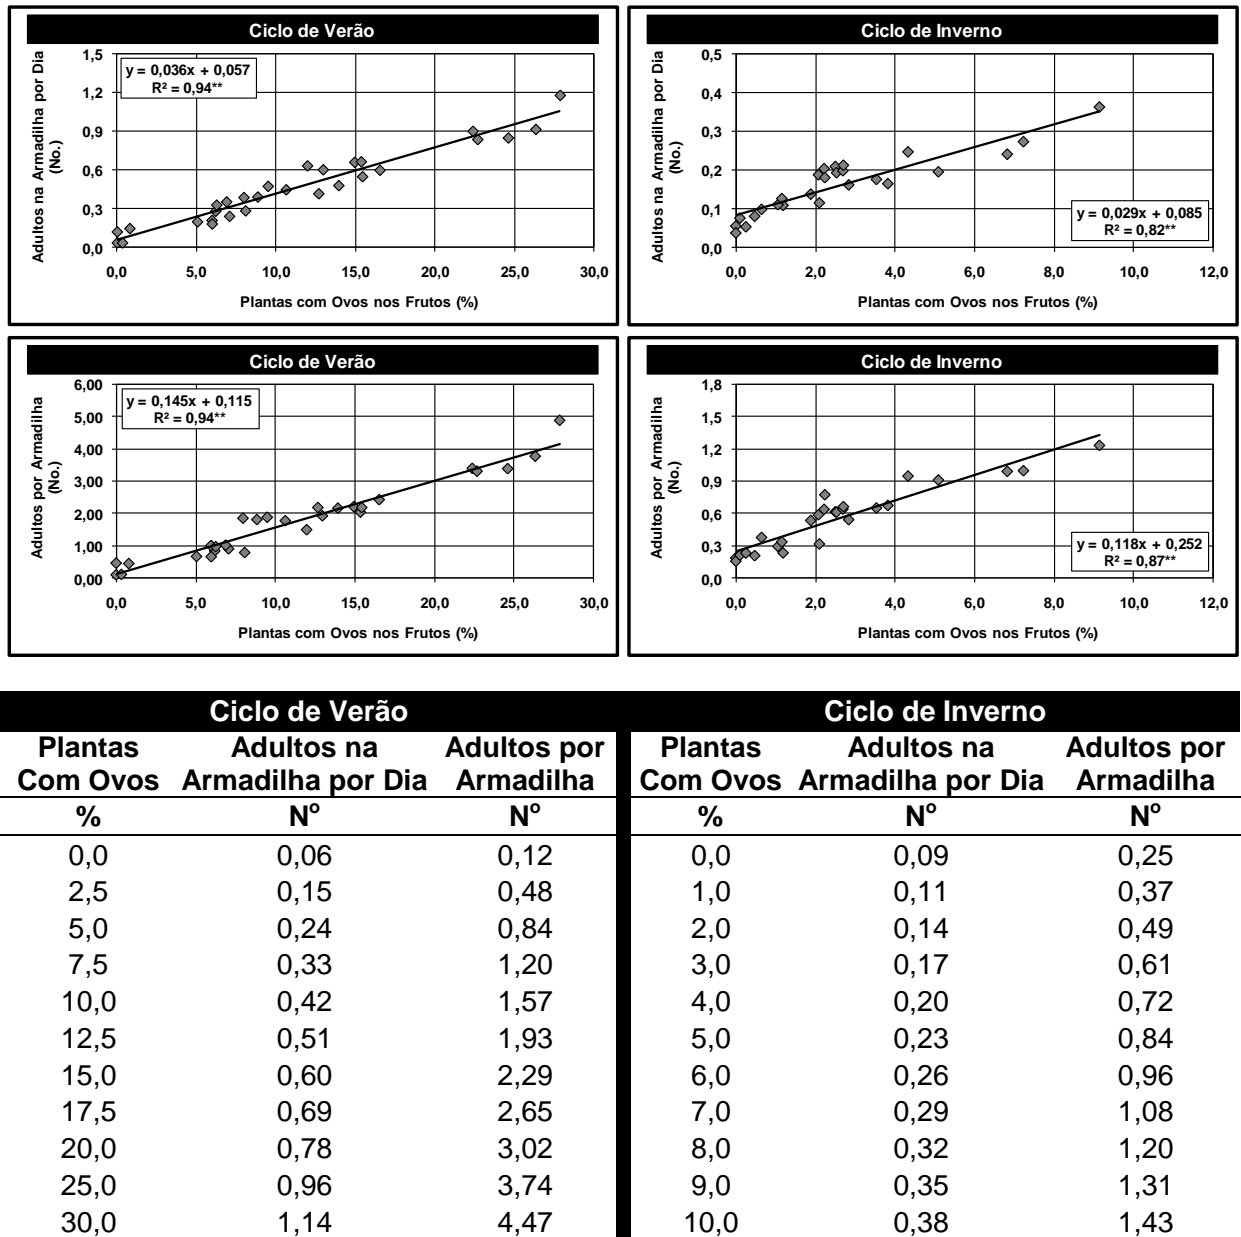 Ciclo de Verão
Adultos na Armadilha por Dia
(No.)
1,5
1,2
0,9
0,6
0,3
0,0
y = 0,036x + 0,057
R² = 0,94**
0,0 5,0 10,0 15,0 20,0 25,0 30,0
Plantas com Ovos nos Frutos (%)
Ciclo de Inverno
Adultos na Armadilha por Dia
(No.)
0,5
0,4
0,3
0,2
0,1
0,0
y = 0,029x + 0,085
R² = 0,82**
0,0 2,0 4,0 6,0 8,0 10,0 12,0
Plantas com Ovos nos Frutos (%)
Ciclo de Verão
Adultos por Armadilha
(No.)
6,00
5,00
4,00
3,00
2,00
1,00
0,00
y = 0,145x + 0,115
R² = 0,94**
0,0 5,0 10,0 15,0 20,0 25,0 30,0
Plantas com Ovos nos Frutos (%)
Ciclo de Inverno
Adultos por Armadilha
(No.)
1,8
1,5
1,2
0,9
0,6
0,3
0,0
y = 0,118x + 0,252
R² = 0,87**
0,0 2,0 4,0 6,0 8,0 10,0 12,0
Plantas com Ovos nos Frutos (%)
Ciclo de Verão Ciclo de Inverno
Plantas Adultos na Adultos por Plantas Adultos na Adultos por
Com Ovos Armadilha por Dia Armadilha Com Ovos Armadilha por Dia Armadilha
% Nº Nº % Nº Nº
0,0 0,06 0,12 0,0 0,09 0,25
2,5 0,15 0,48 1,0 0,11 0,37
5,0 0,24 0,84 2,0 0,14 0,49
7,5 0,33 1,20 3,0 0,17 0,61
10,0 0,42 1,57 4,0 0,20 0,72
12,5 0,51 1,93 5,0 0,23 0,84
15,0 0,60 2,29 6,0 0,26 0,96
17,5 0,69 2,65 7,0 0,29 1,08
20,0 0,78 3,02 8,0 0,32 1,20
25,0 0,96 3,74 9,0 0,35 1,31
30,0 1,14 4,47 10,0 0,38 1,43